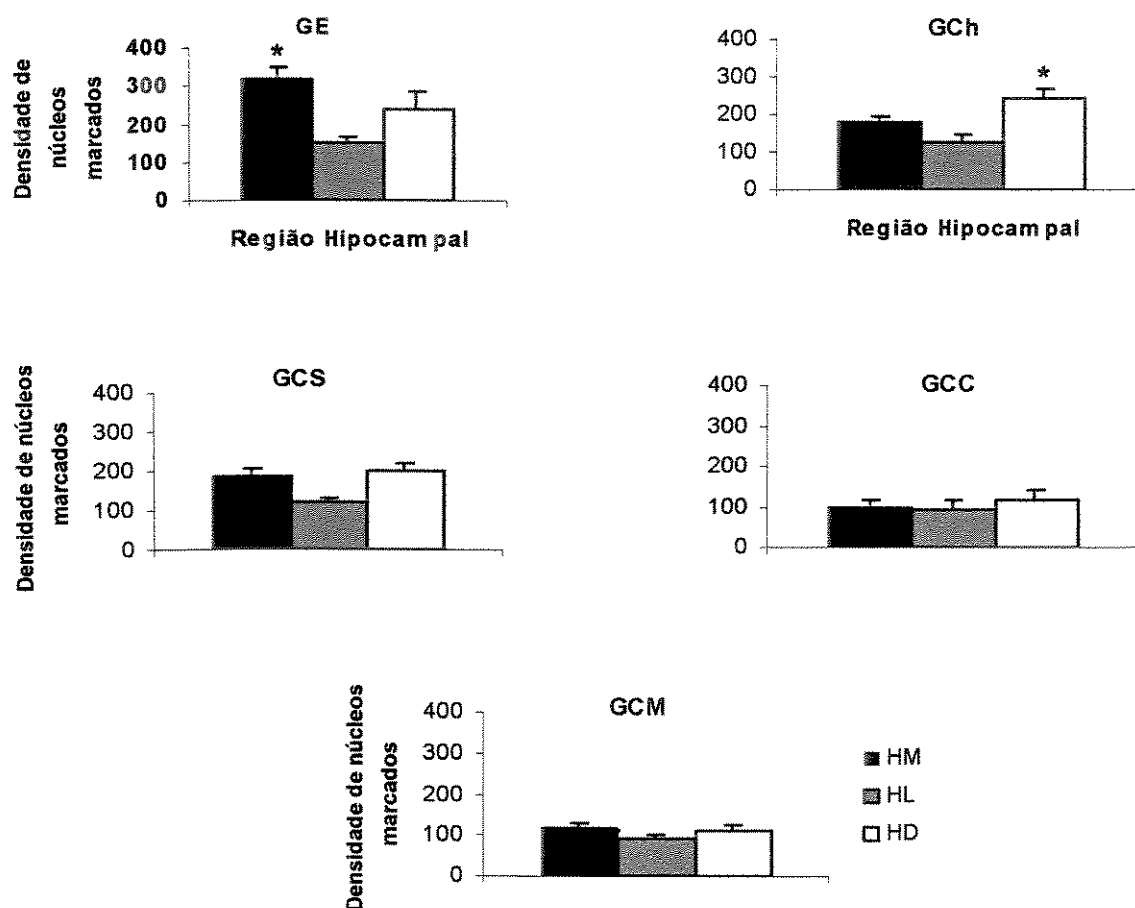 GE
Densidade de
núcleos
marcados
400
300
200
100
0
*
Região Hipocam pal
GCh
400
300
200
100
0
*
Região Hipocam pal
GCS
Densidade de núcleos
marcados
400
300
200
100
0
GCC
400
300
200
100
0
GCM
Densidade de núcleos
marcados
400
300
200
100
0
HM
HL
HD